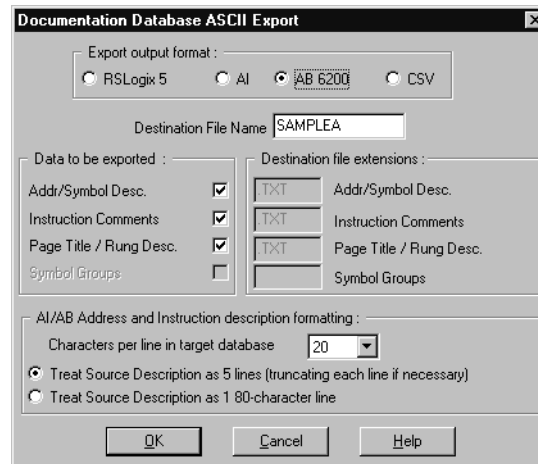 Documentation Database ASCII Export
Export output format :
RSLogix 5 AI AB 6200 CSV
Destination File Name SAMPLEA
Data to be exported : Destination file extensions :
Addr/Symbol Desc. .TXT Addr/Symbol Desc.
Instruction Comments .TXT Instruction Comments
Page Title / Rung Desc. .TXT Page Title / Rung Desc.
Symbol Groups Symbol Groups
AI/AB Address and Instruction description formatting :
Characters per line in target database 20
Treat Source Description as 5 lines (truncating each line if necessary)
Treat Source Description as 1 80-character line
OK Cancel Help